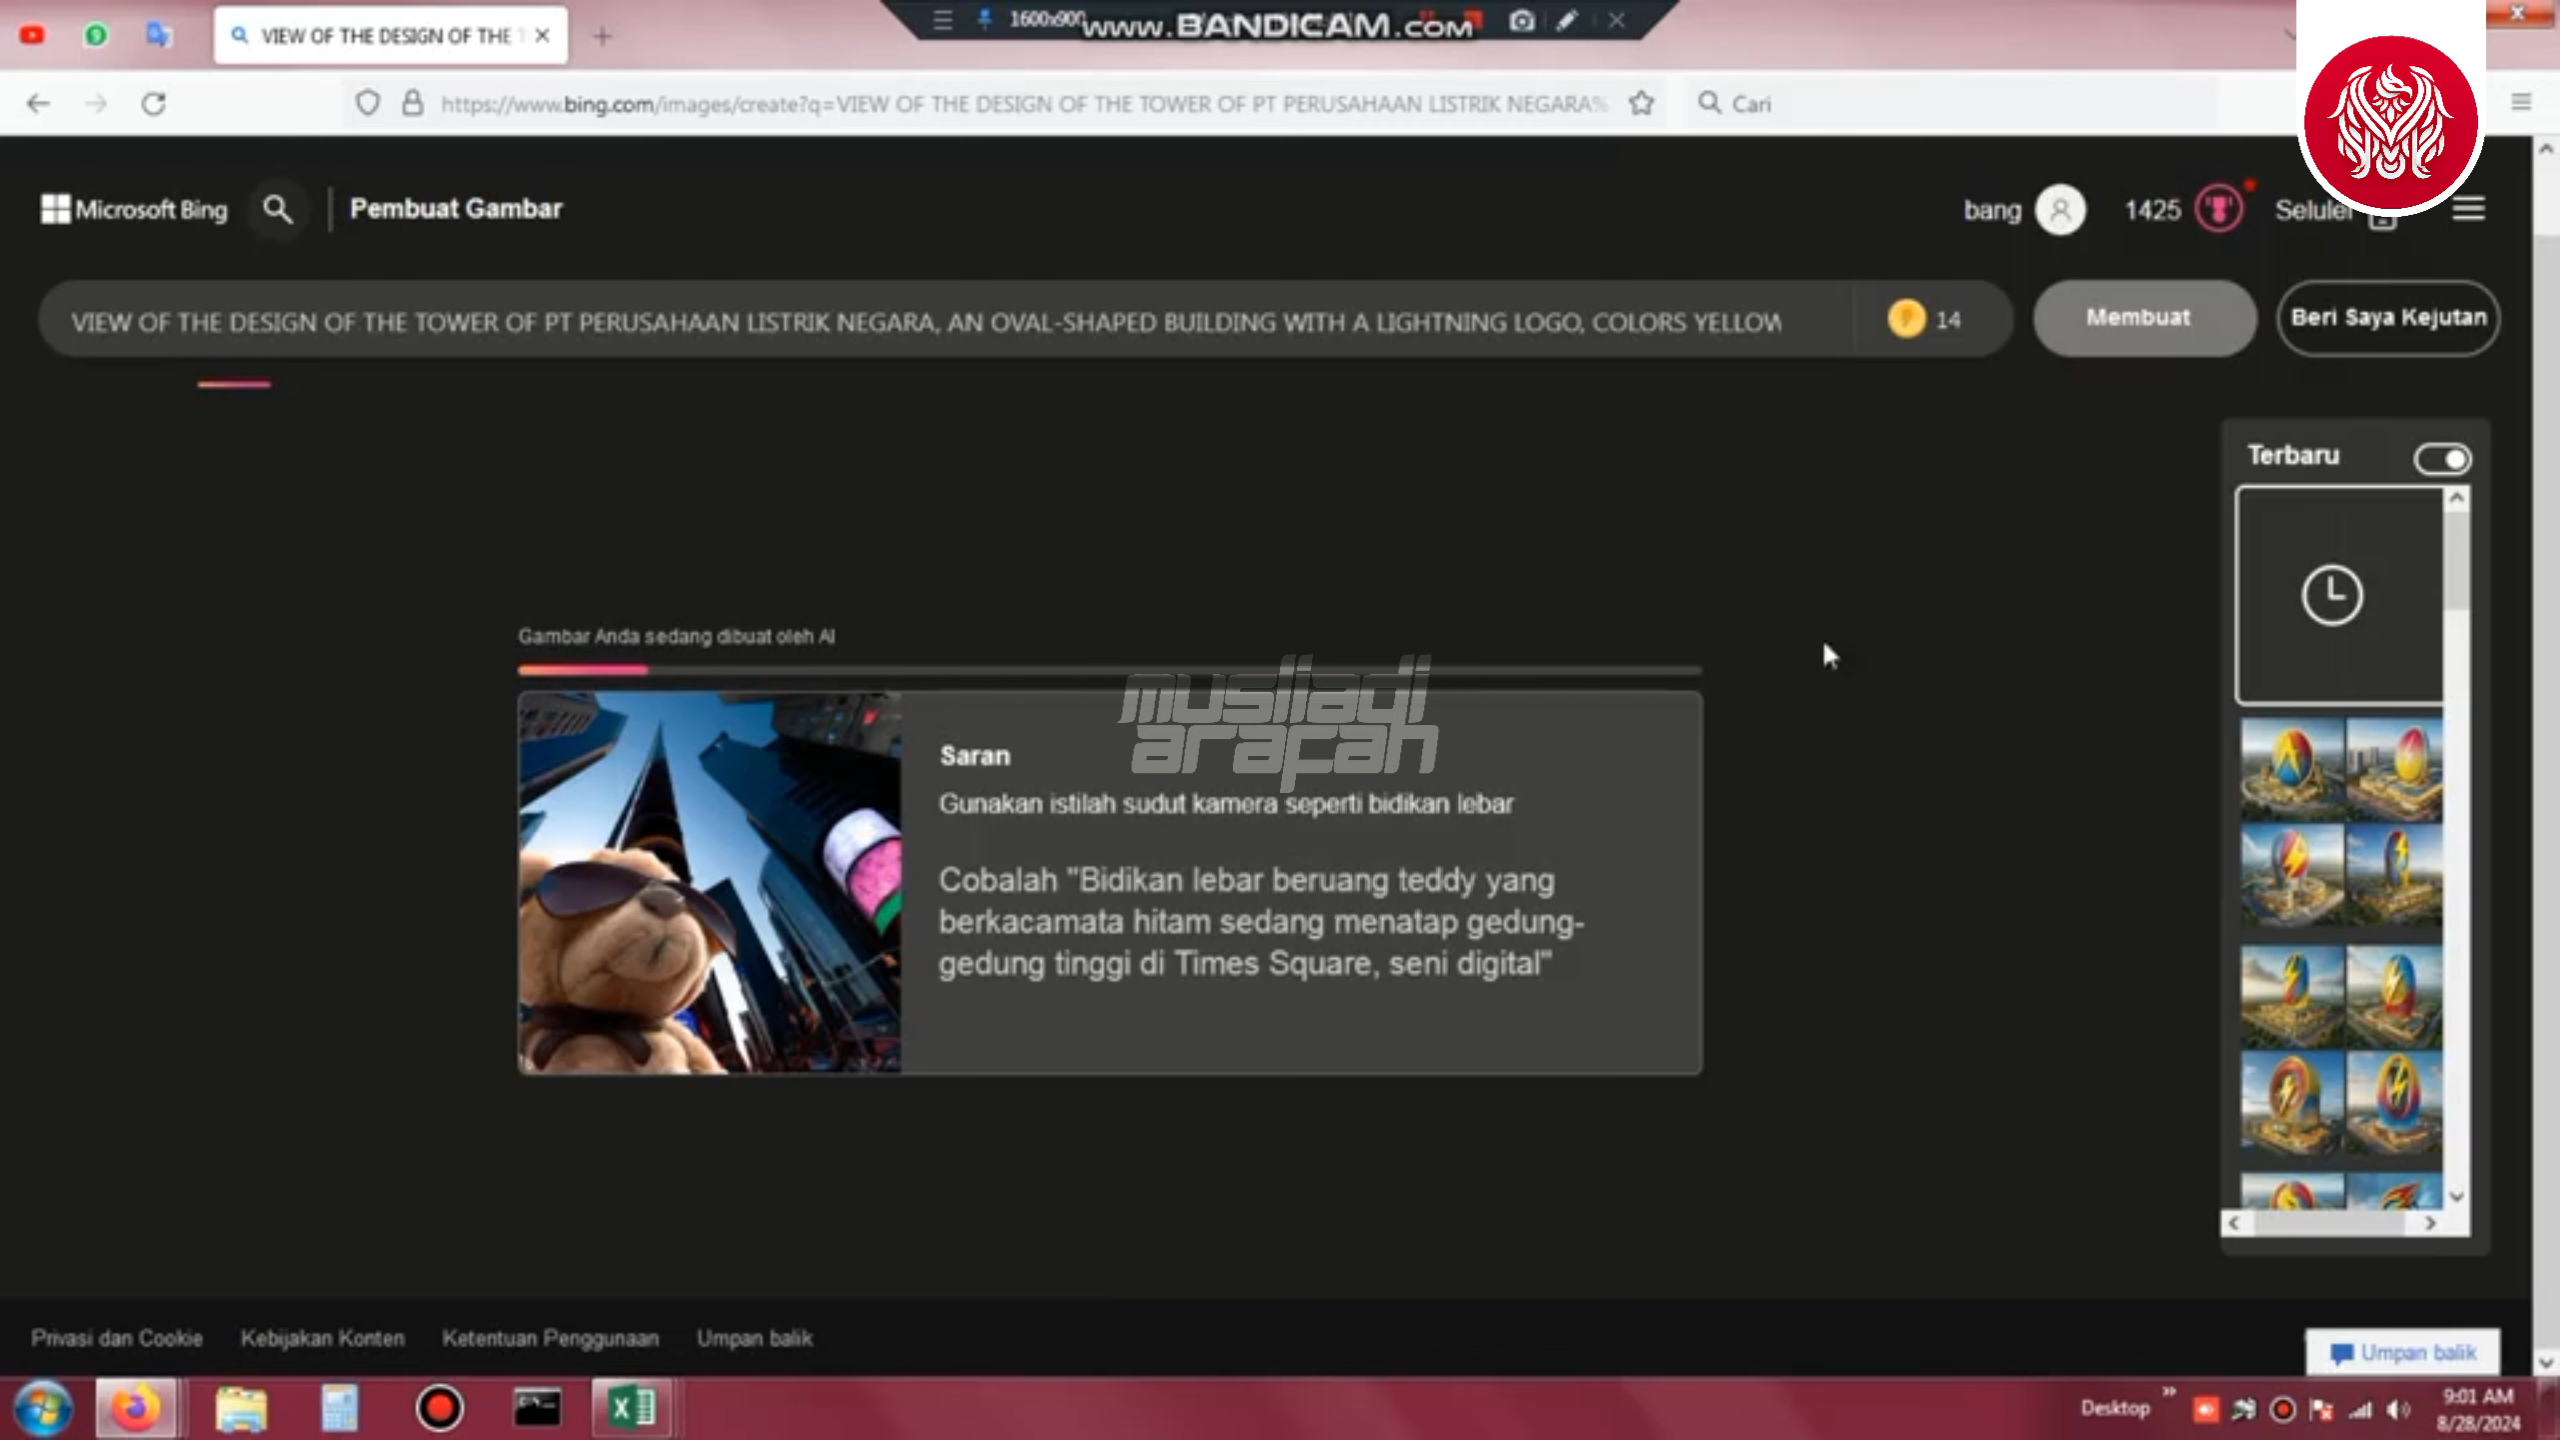 VIEW OF THE DESIGN OF THE
1600x900
www.BANDICAM.com
https://www.bing.com/images/create?q=VIEW OF THE DESIGN OF THE TOWER OF PT PERUSAHAAN LISTRIK NEGARA%
Cari
Microsoft Bing
Pembuat Gambar
bang
1425
Seluler
VIEW OF THE DESIGN OF THE TOWER OF PT PERUSAHAAN LISTRIK NEGARA, AN OVAL-SHAPED BUILDING WITH A LIGHTNING LOGO, COLORS YELLOW
14
Membuat
Beri Saya Kejutan
Terbaru
Gambar Anda sedang dibuat oleh AI
musliadi
arafah
Saran
Gunakan istilah sudut kamera seperti bidikan lebar
Cobalah "Bidikan lebar beruang teddy yang
berkacamata hitam sedang menatap gedung-
gedung tinggi di Times Square, seni digital"
Privasi dan Cookie
Kebijakan Konten
Ketentuan Penggunaan
Umpan balik
Umpan balik
Desktop
9:01 AM
8/28/2024